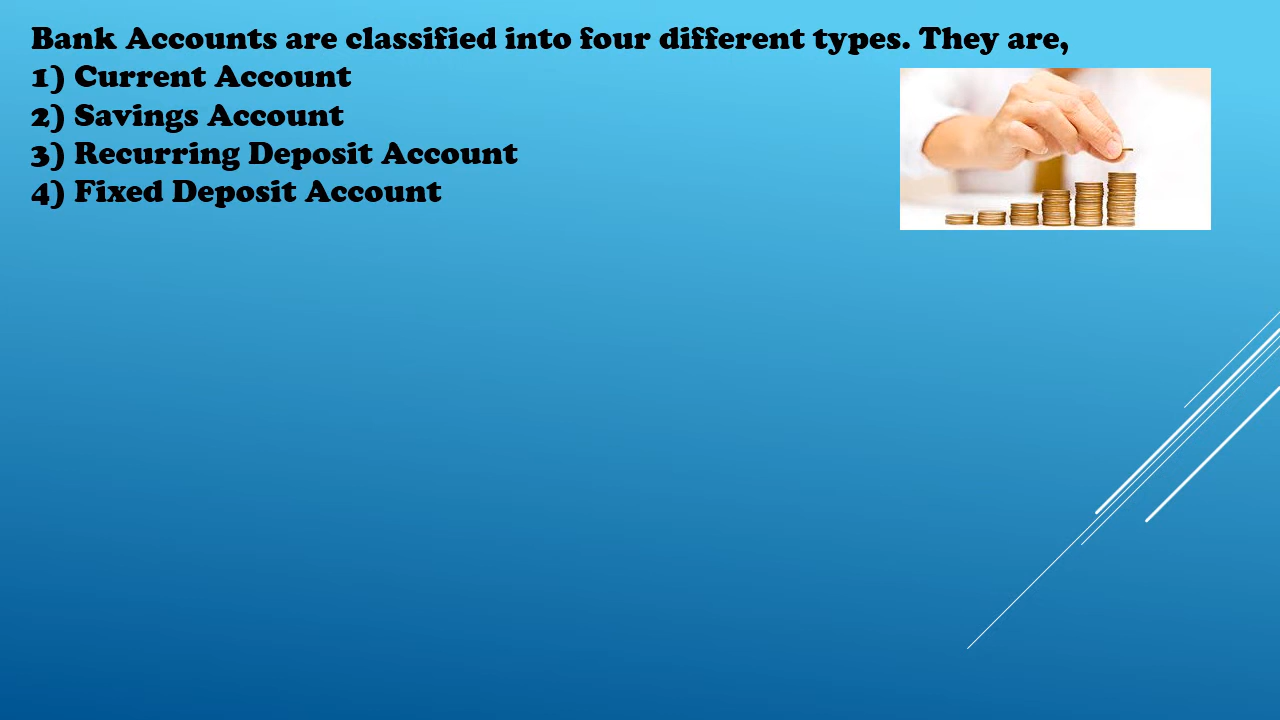 Bank Accounts are classified into four different types. They are,
1) Current Account
2) Savings Account
3) Recurring Deposit Account
4) Fixed Deposit Account